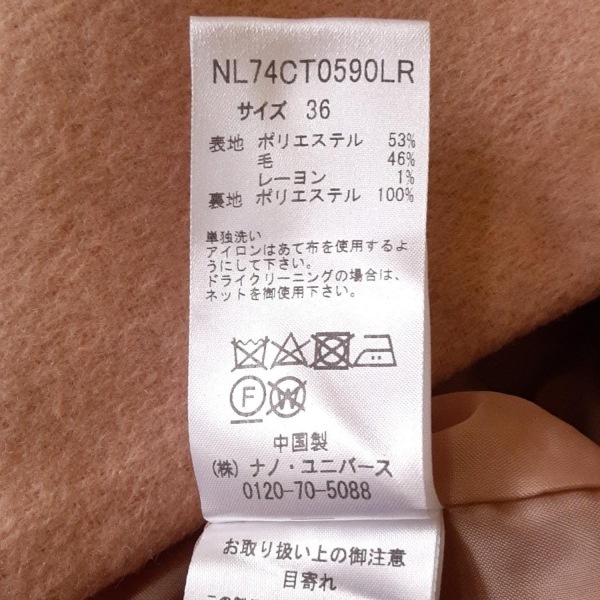 NL74CT0590LR
サイズ 36
表地 ポリエステル 53%
毛 46%
レーヨン 1%
裏地 ポリエステル 100%
単独洗い
アイロンはあて布を使用するよ
うにして下さい。
ドライクリーニングの場合は、
ネットを御使用下さい。
F W
中国製
(株) ナノ・ユニバース
0120-70-5088
お取り扱い上の御注意
目寄れ